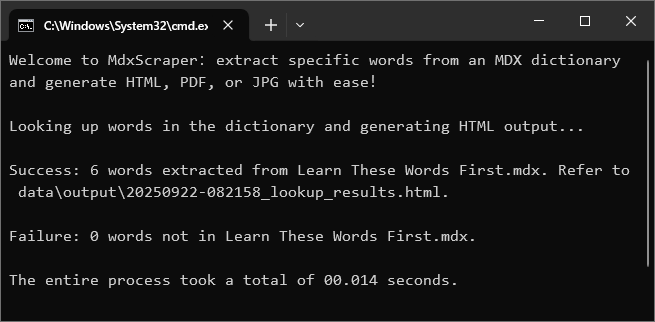 C:\Windows\System32\cmd.ex
Welcome to MdxScraper: extract specific words from an MDX dictionary
and generate HTML, PDF, or JPG with ease!
Looking up words in the dictionary and generating HTML output...
Success: 6 words extracted from Learn These Words First.mdx. Refer to
data\output\20250922-082158_lookup_results.html.
Failure: 0 words not in Learn These Words First.mdx.
The entire process took a total of 00.014 seconds.